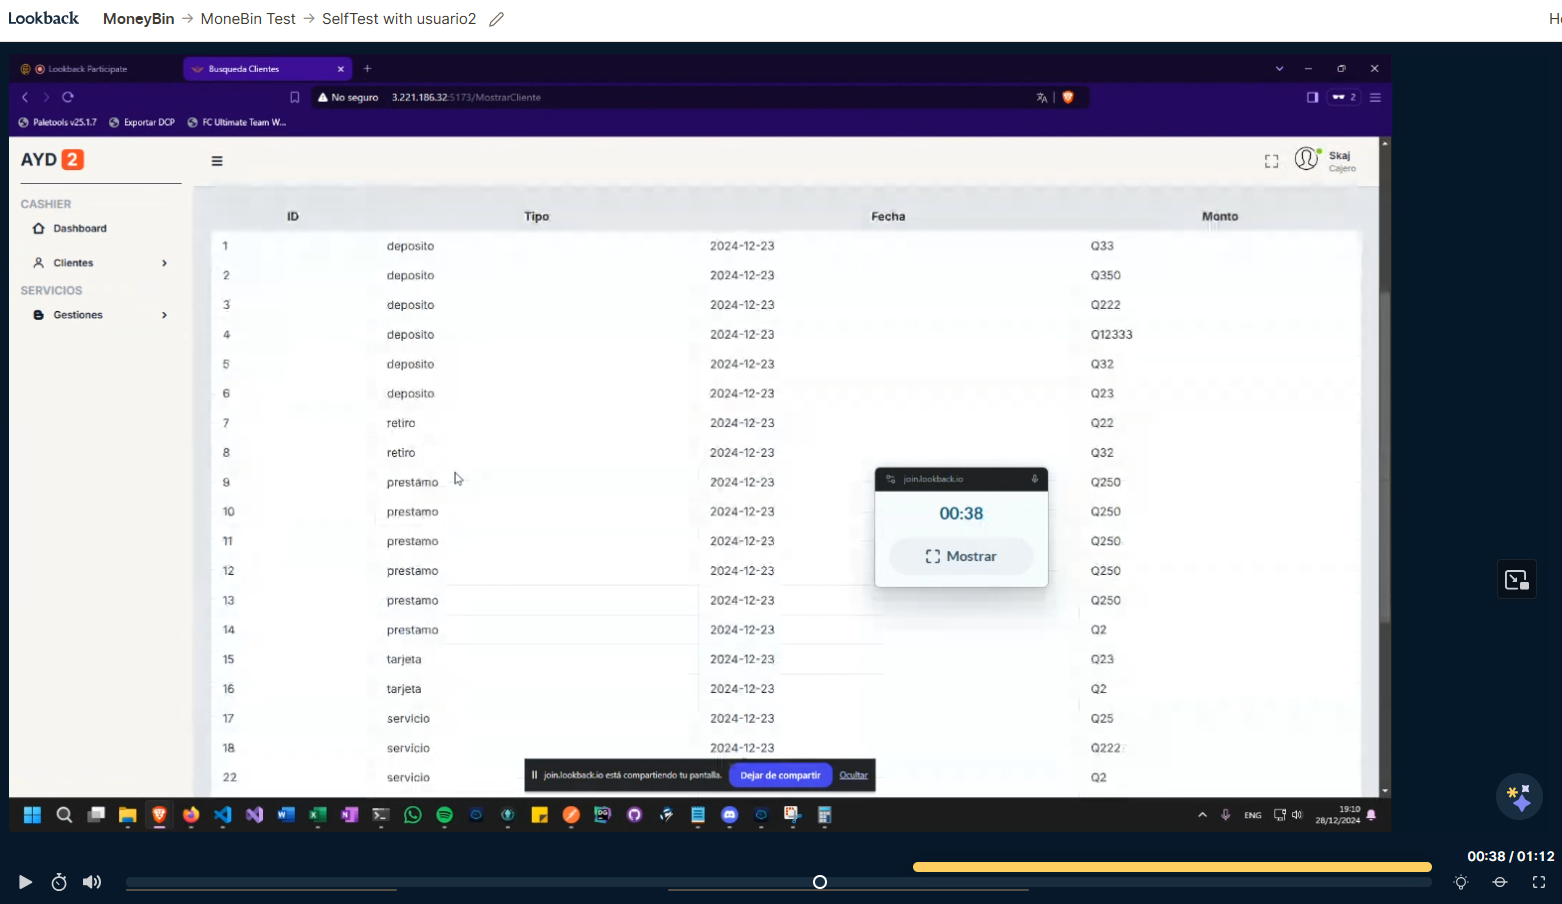 Lookback MoneyBin → MoneBin Test → SelfTest with usuario2
Lookback Participate
Busqueda Clientes
No seguro 3.221.186.32:5173/MostrarCliente
2
Paletools v25.1.7 Exportar DCP FC Ultimate Team W...
AYD 2
Skaj
Cajero
CASHIER
Dashboard
Clientes
SERVICIOS
Gestiones
ID Tipo Fecha Monto
1 deposito 2024-12-23 Q33
2 deposito 2024-12-23 Q350
3 deposito 2024-12-23 Q222
4 deposito 2024-12-23 Q12333
5 deposito 2024-12-23 Q32
6 deposito 2024-12-23 Q23
7 retiro 2024-12-23 Q22
8 retiro 2024-12-23 Q32
9 prestamo 2024-12-23 Q250
10 prestamo 2024-12-23 Q250
11 prestamo 2024-12-23 Q250
12 prestamo 2024-12-23 Q250
13 prestamo 2024-12-23 Q250
14 prestamo 2024-12-23 Q2
15 tarjeta 2024-12-23 Q23
16 tarjeta 2024-12-23 Q2
17 servicio 2024-12-23 Q25
18 servicio 2024-12-23 Q222
22 servicio Q2
join.lookback.io
00:38
Mostrar
join.lookback.io está compartiendo tu pantalla. Dejar de compartir Ocultar
ENG
19:10
28/12/2024
00:38 / 01:12